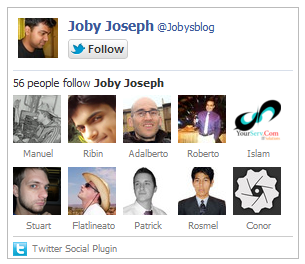 Joby Joseph @Jobysblog
Follow
56 people follow Joby Joseph
YourServ.Com
Manuel Ribin Adalberto Roberto Islam
Stuart Flatlineato Patrick Rosmel Conor
Twitter Social Plugin